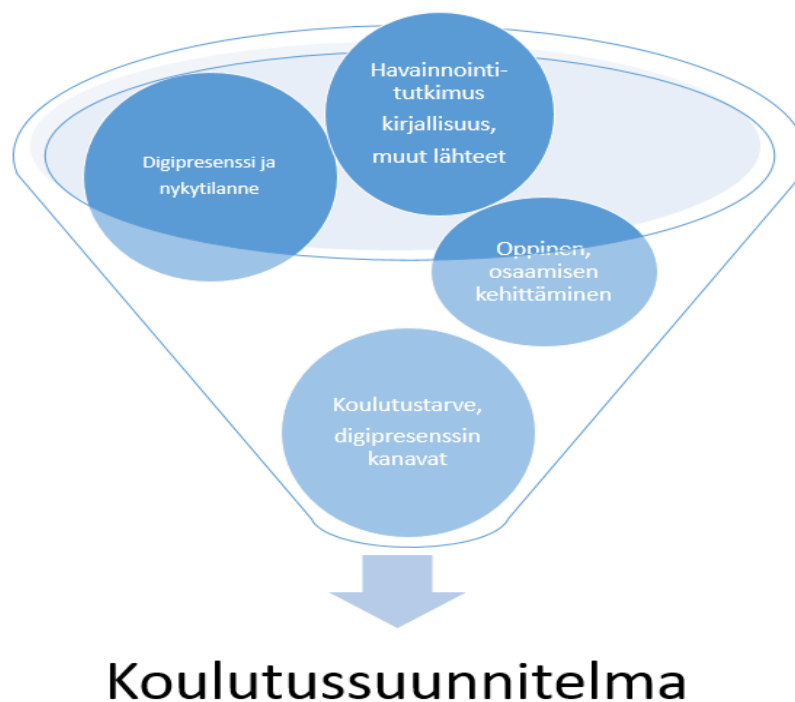 Havainnointi-
tutkimus
kirjallisuus,
muut lähteet
Digipresenssi ja
nykytilanne
Oppinen,
osaamisen
kehittäminen
Koulutustarve,
digipresenssin
kanavat
Koulutussuunnitelma